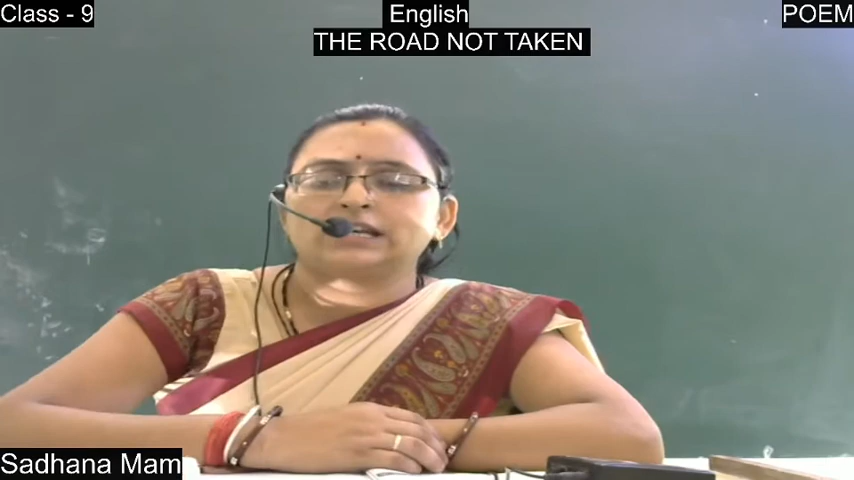 Class - 9
English
POEM
THE ROAD NOT TAKEN
Sadhana Mam